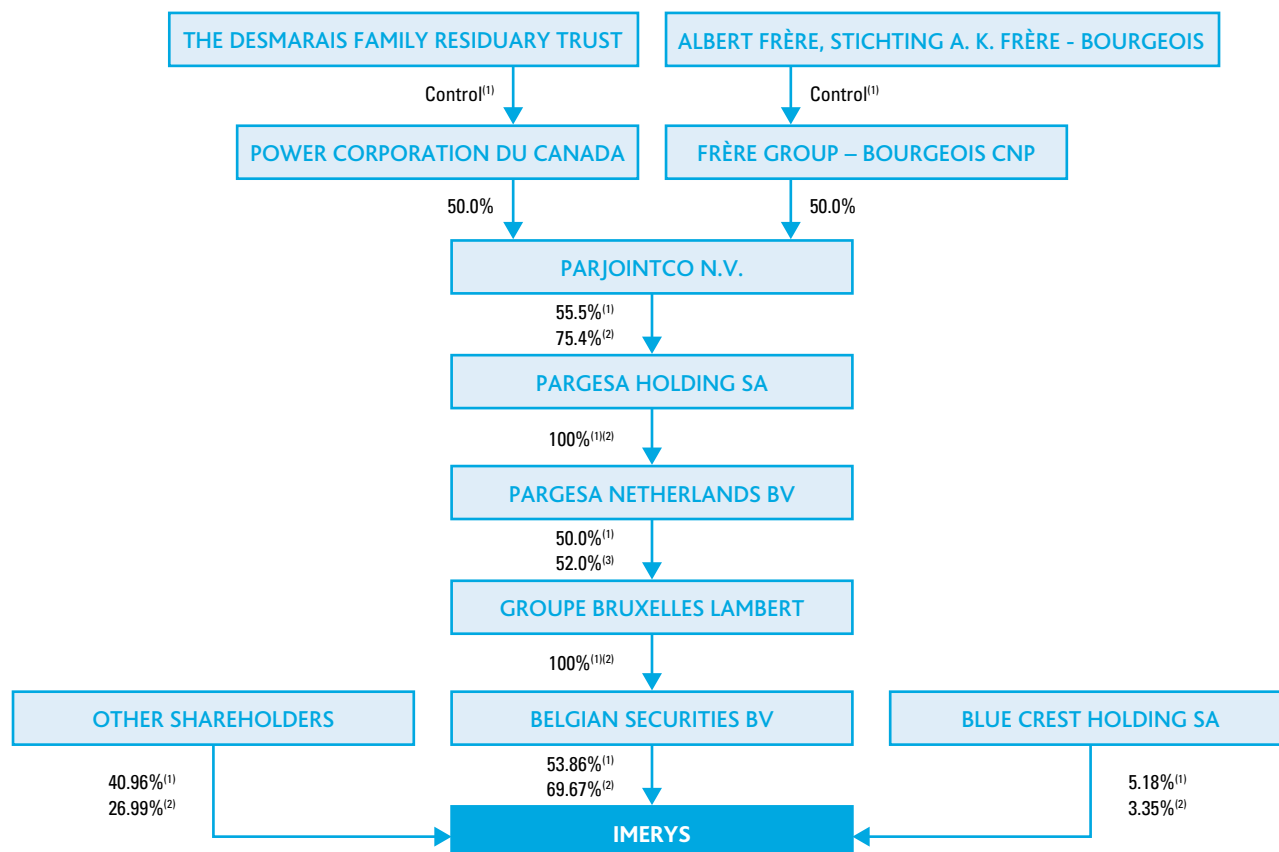 THE DESMARAIS FAMILY RESIDUARY TRUST
ALBERT FRÈRE, STICHTING A. K. FRÈRE - BOURGEOIS
Control(1)
Control(1)
POWER CORPORATION DU CANADA
FRÈRE GROUP – BOURGEOIS CNP
50.0%
50.0%
PARJOINTCO N.V.
55.5%(1)
75.4%(2)
PARGESA HOLDING SA
100%(1)(2)
PARGESA NETHERLANDS BV
50.0%(1)
52.0%(3)
GROUPE BRUXELLES LAMBERT
100%(1)(2)
OTHER SHAREHOLDERS
BELGIAN SECURITIES BV
BLUE CREST HOLDING SA
40.96%(1)
26.99%(2)
53.86%(1)
69.67%(2)
5.18%(1)
3.35%(2)
IMERYS